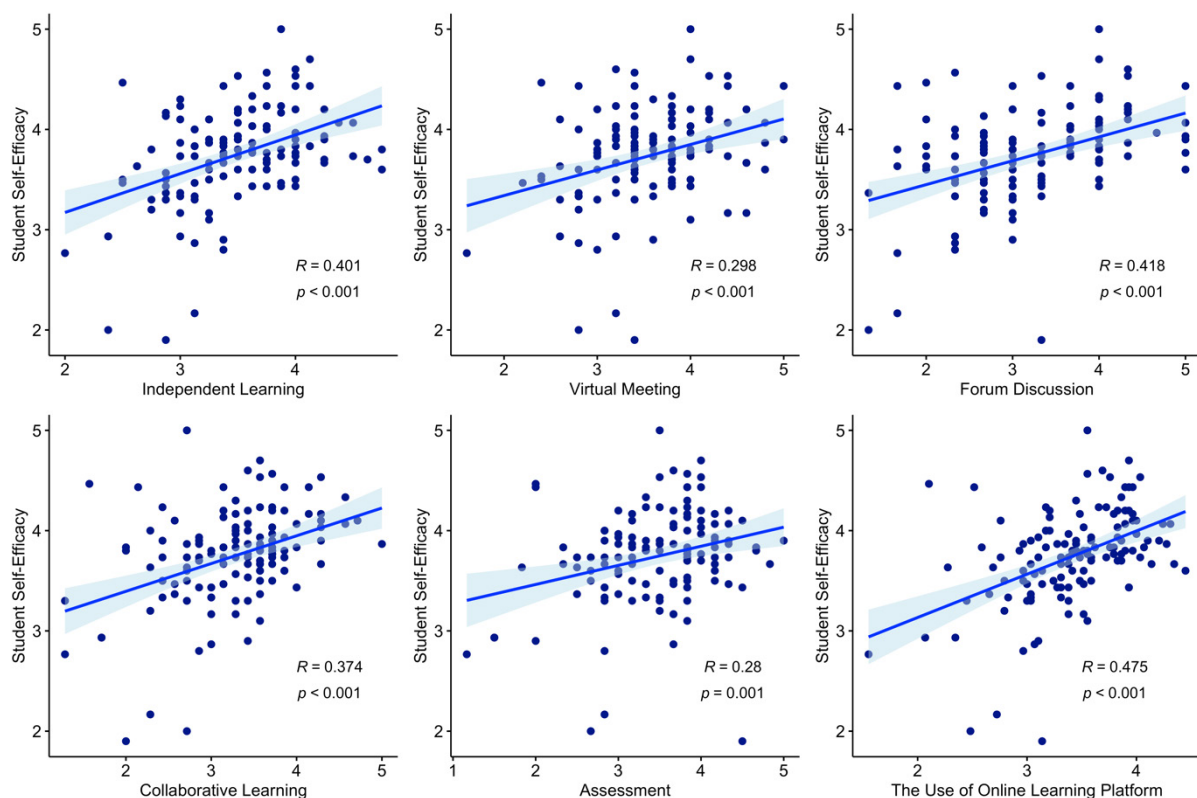 Student Self-Efficacy
5
4
3
2
R = 0.401
p < 0.001
2 3 4
Independent Learning
Student Self-Efficacy
5
4
3
2
R = 0.298
p < 0.001
2 3 4 5
Virtual Meeting
Student Self-Efficacy
5
4
3
2
R = 0.418
p < 0.001
2 3 4 5
Forum Discussion
Student Self-Efficacy
5
4
3
2
R = 0.374
p < 0.001
2 3 4 5
Collaborative Learning
Student Self-Efficacy
5
4
3
2
R = 0.28
p = 0.001
1 2 3 4 5
Assessment
Student Self-Efficacy
5
4
3
2
R = 0.475
p < 0.001
2 3 4
The Use of Online Learning Platform